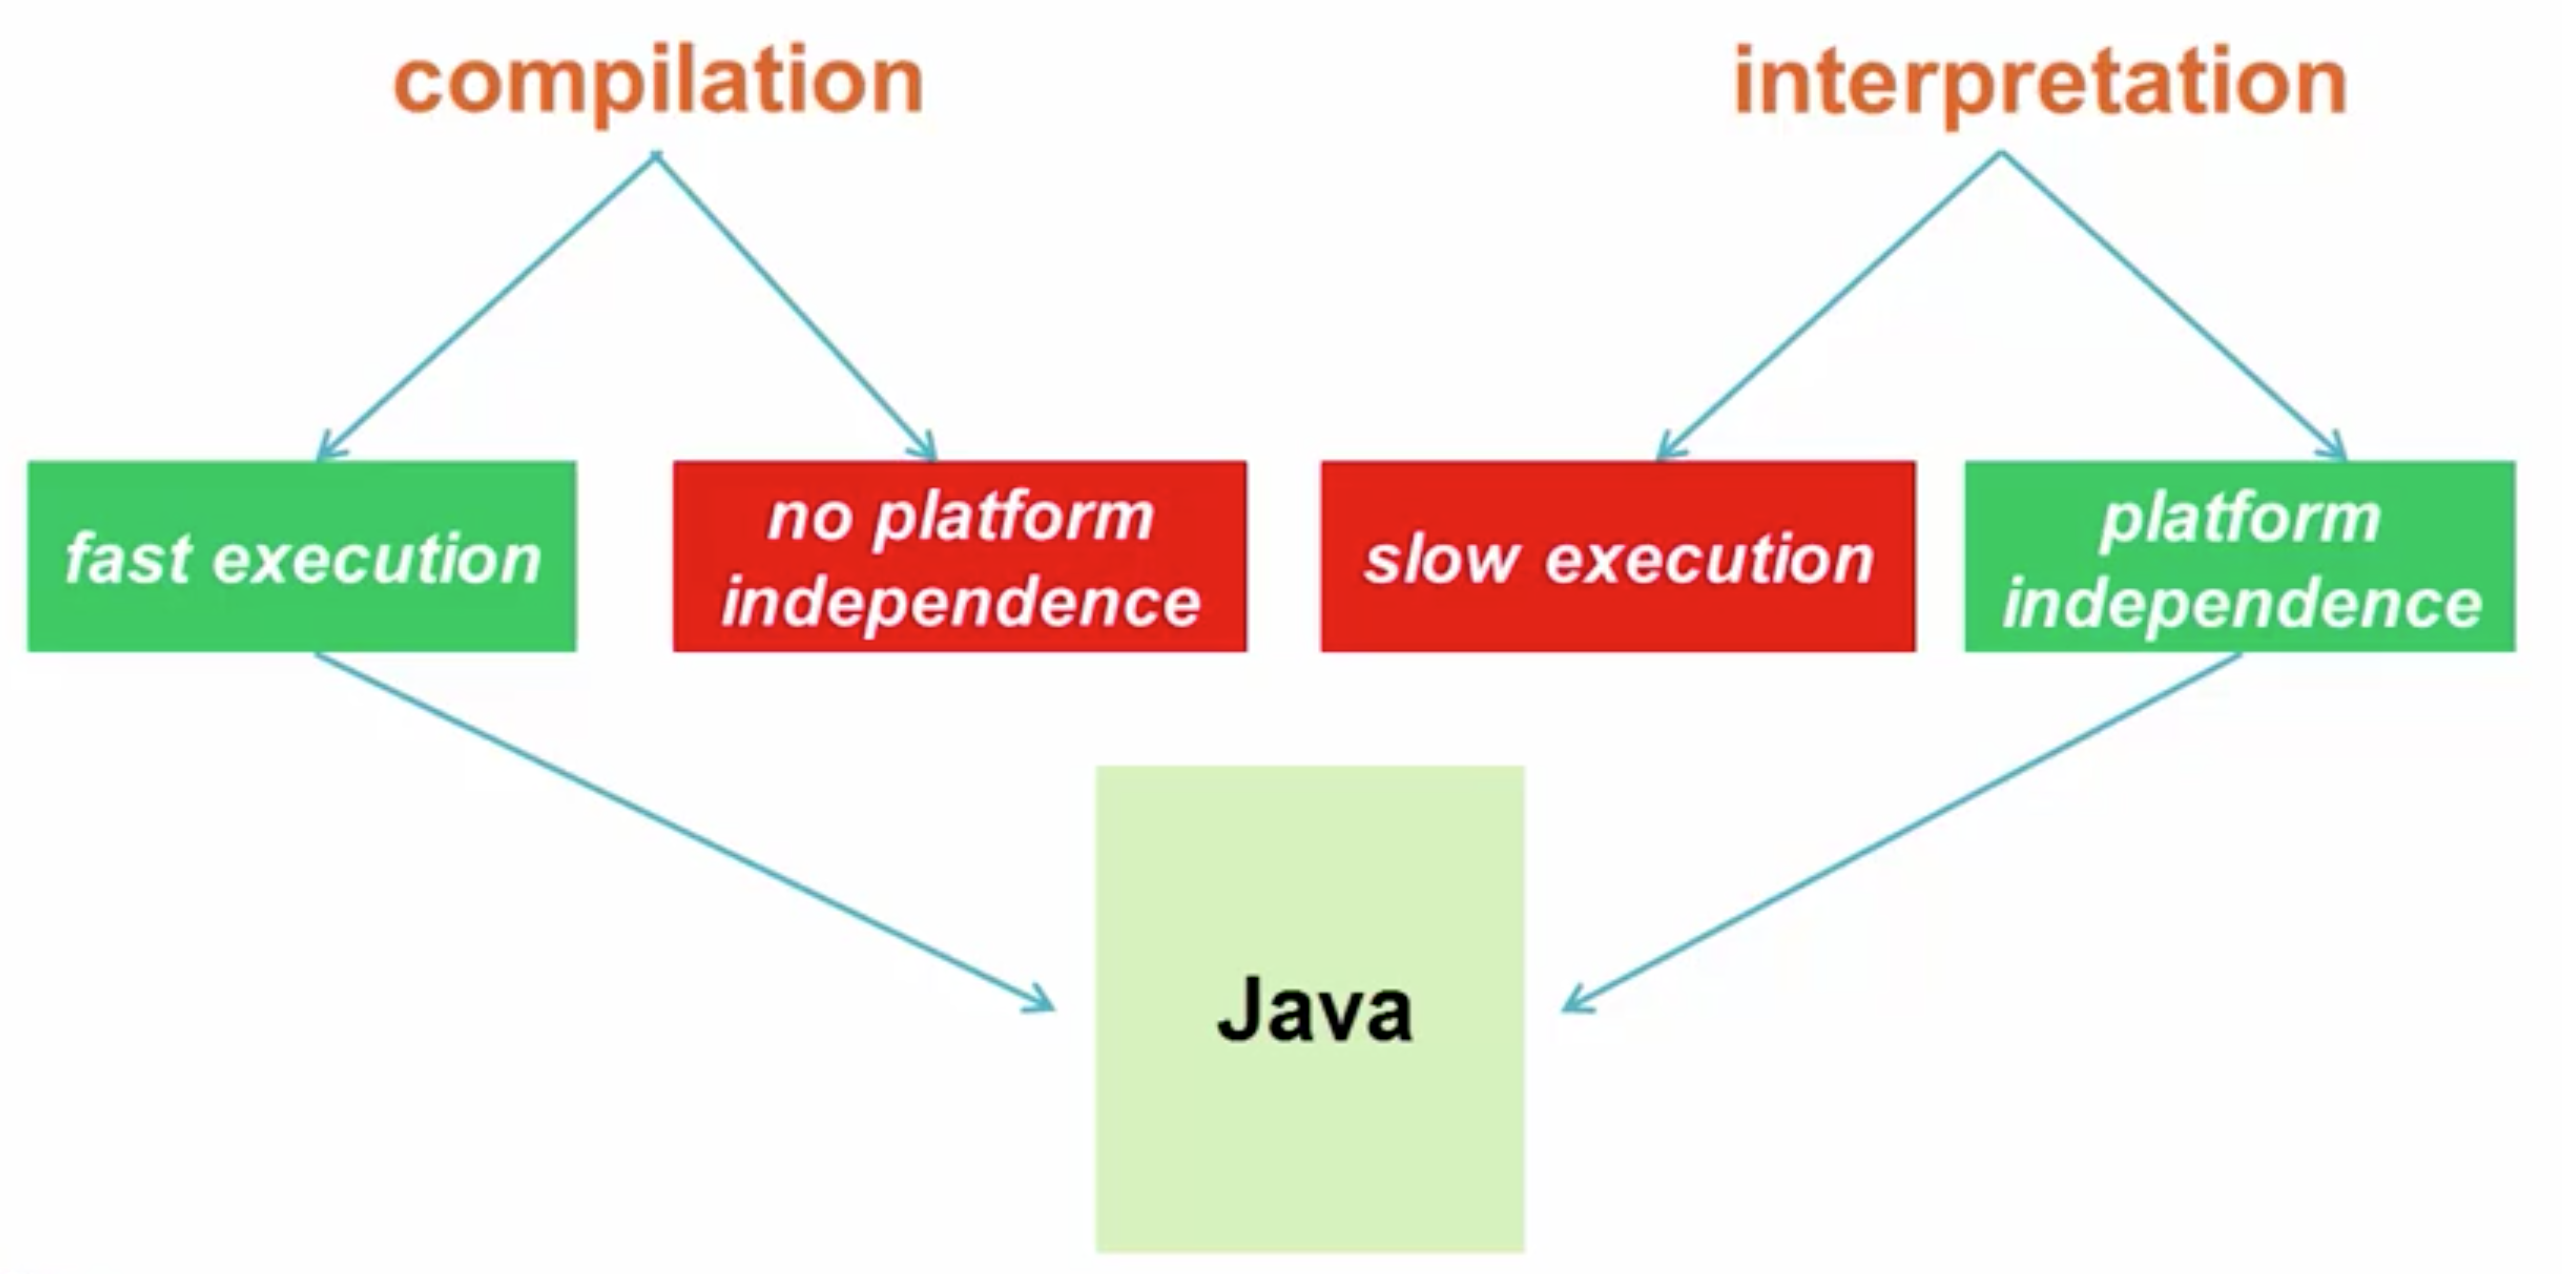 compilation
interpretation
fast execution
no platform
independence
slow execution
platform
independence
Java